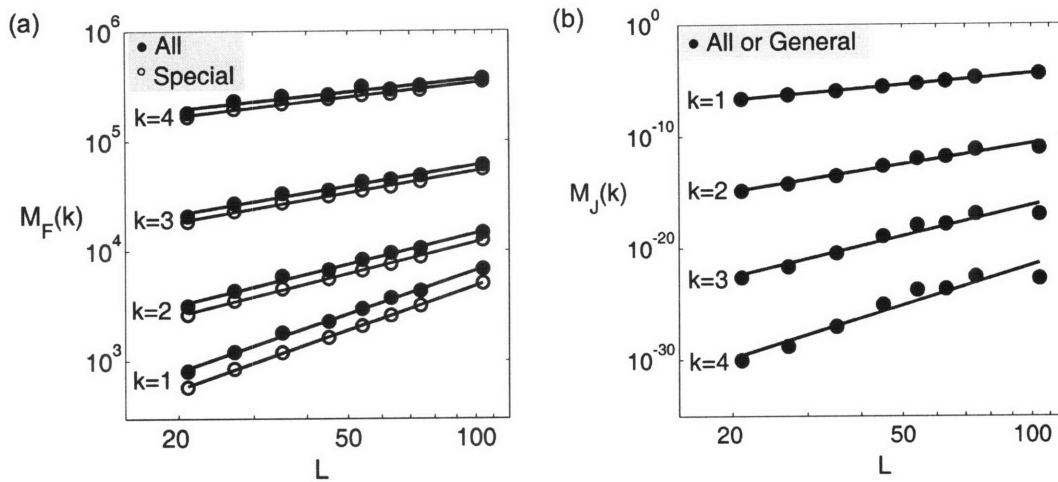 (a)
● All
○ Special
10^6
10^5
10^4
10^3
M_F(k)
k=4
k=3
k=2
k=1
20
50
100
L
(b)
● All or General
10^0
10^-10
10^-20
10^-30
M_J(k)
k=1
k=2
k=3
k=4
20
50
100
L